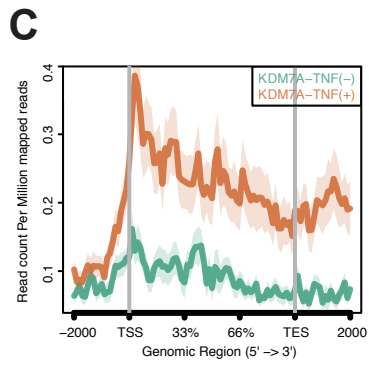 C
KDM7A−TNF(−)
KDM7A−TNF(+)
Read count Per Million mapped reads
0.4
0.3
0.2
0.1
−2000 TSS 33% 66% TES 2000
Genomic Region (5' −> 3')